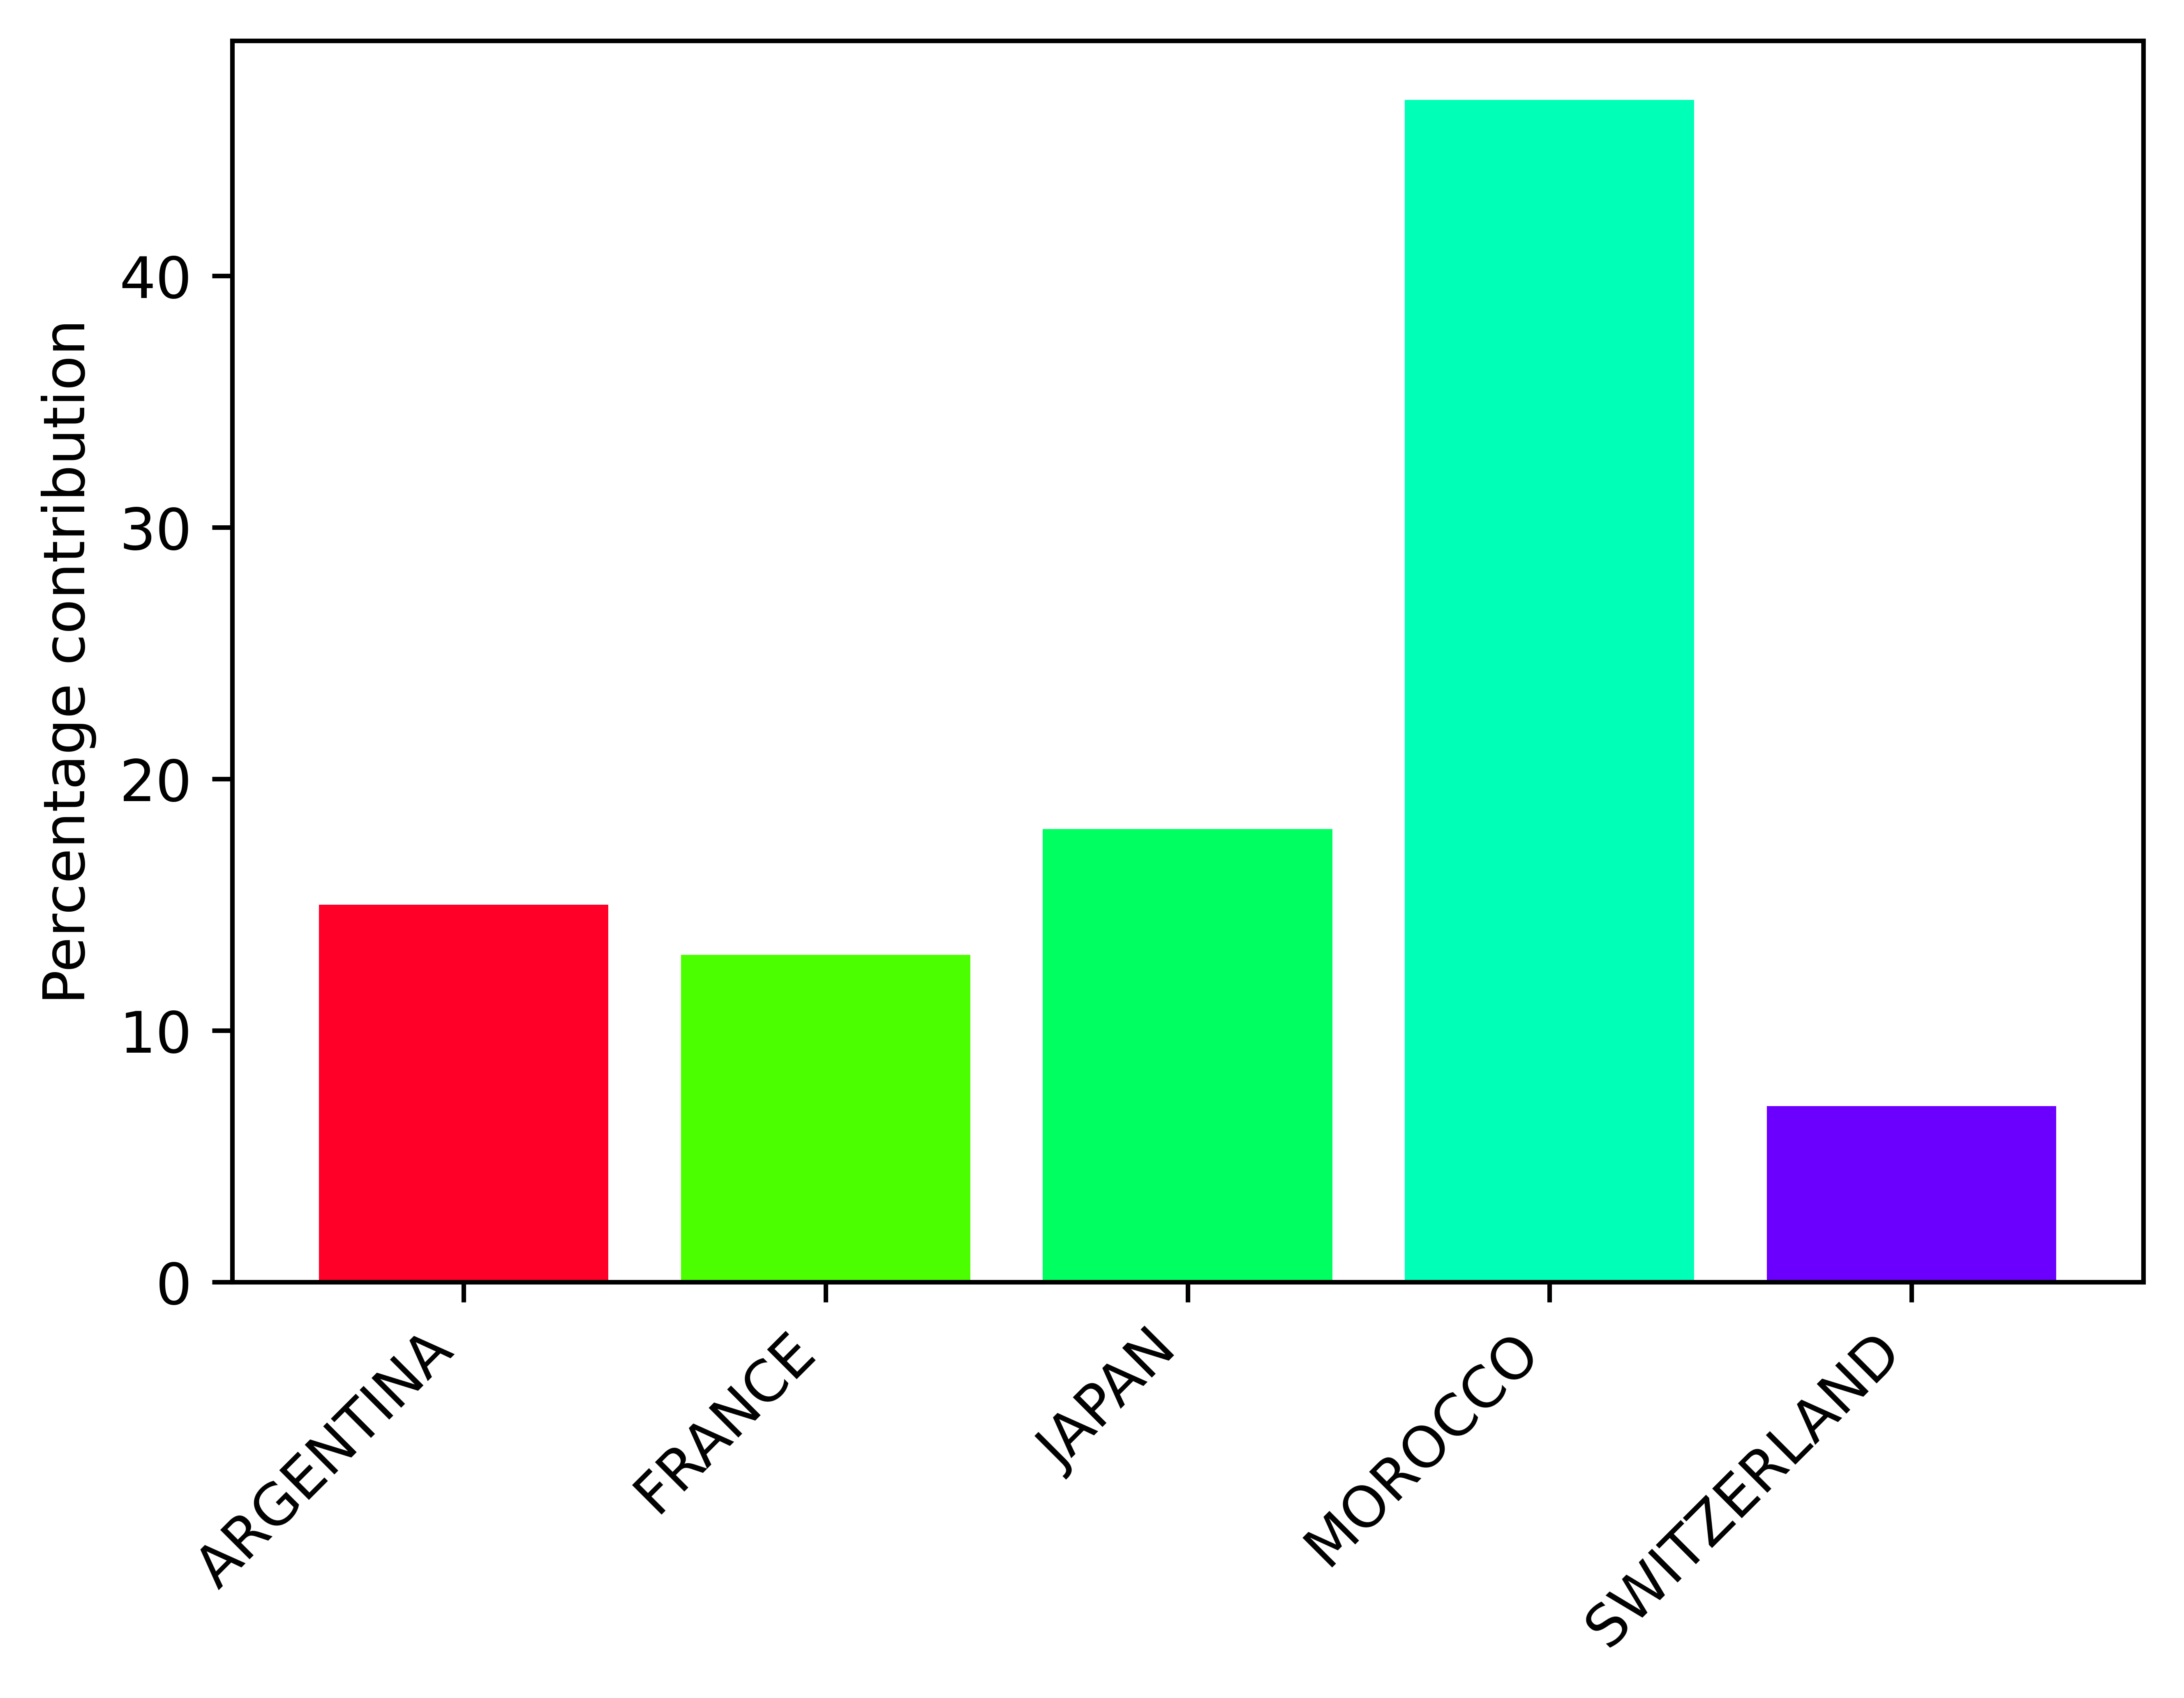 Percentage contribution
40
30
20
10
0
ARGENTINA
FRANCE
JAPAN
MOROCCO
SWITZERLAND